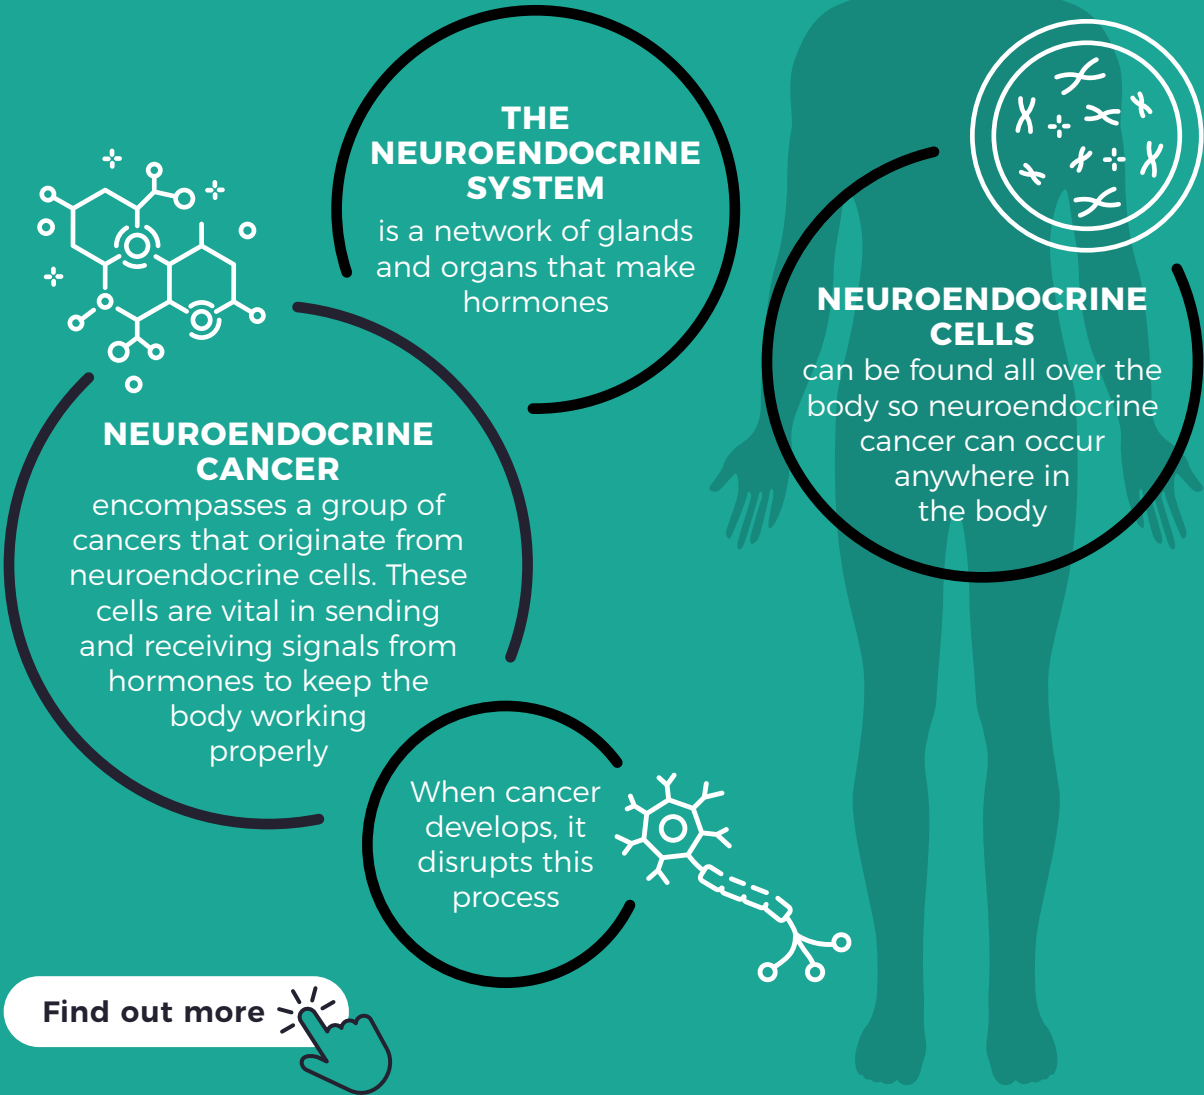 THE
NEUROENDOCRINE
SYSTEM
is a network of glands
and organs that make
hormones
NEUROENDOCRINE
CELLS
can be found all over the
body so neuroendocrine
cancer can occur
anywhere in
the body
NEUROENDOCRINE
CANCER
encompasses a group of
cancers that originate from
neuroendocrine cells. These
cells are vital in sending
and receiving signals from
hormones to keep the
body working
properly
When cancer
develops, it
disrupts this
process
Find out more